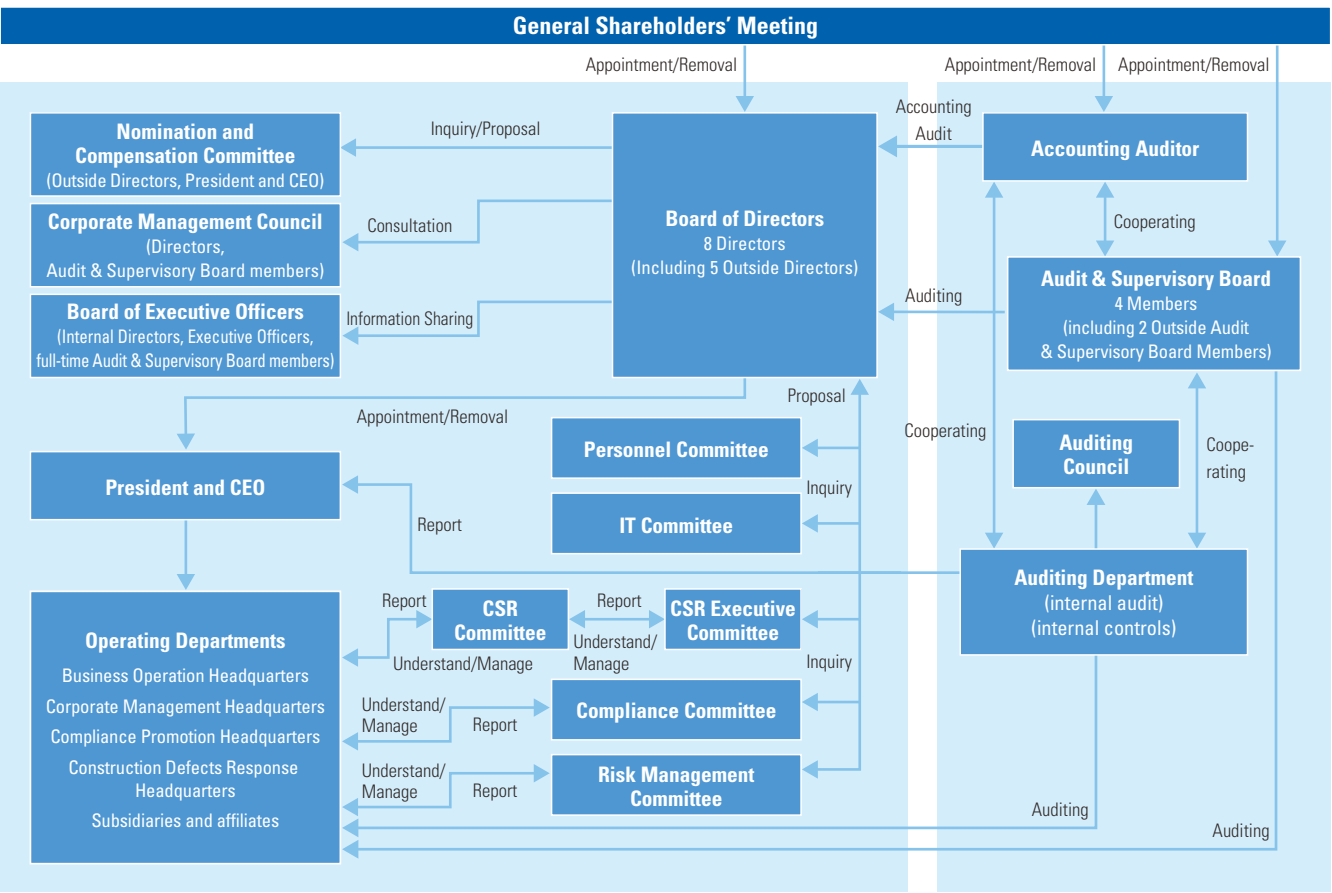 General Shareholders' Meeting
Appointment/Removal
Appointment/Removal
Appointment/Removal
Nomination and
Compensation Committee
(Outside Directors, President and CEO)
Inquiry/Proposal
Corporate Management Council
(Directors,
Audit & Supervisory Board members)
Consultation
Board of Executive Officers
(Internal Directors, Executive Officers,
full-time Audit & Supervisory Board members)
Information Sharing
Board of Directors
8 Directors
(Including 5 Outside Directors)
Accounting
Audit
Accounting Auditor
Cooperating
Auditing
Audit & Supervisory Board
4 Members
(including 2 Outside Audit
& Supervisory Board Members)
Appointment/Removal
Proposal
President and CEO
Report
Personnel Committee
Inquiry
IT Committee
Cooperating
Auditing
Council
Coope-
rating
Auditing Department
(internal audit)
(internal controls)
Operating Departments
Business Operation Headquarters
Corporate Management Headquarters
Compliance Promotion Headquarters
Construction Defects Response
Headquarters
Subsidiaries and affiliates
Report
CSR
Committee
Understand/Manage
Report
Understand/
Manage
CSR Executive
Committee
Inquiry
Understand/
Manage
Report
Compliance Committee
Understand/
Manage
Report
Risk Management
Committee
Auditing
Auditing